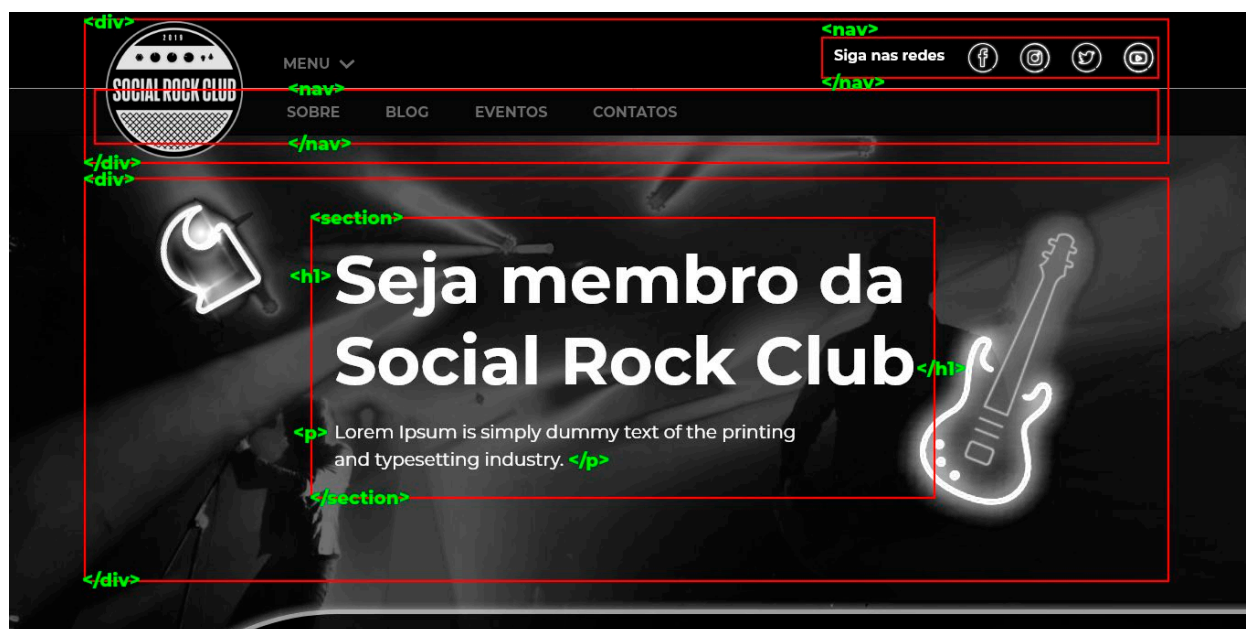 <div>
2019
<nav>
Siga nas redes
MENU
</nav>
SOCIAL ROCK CLUB
<nav>
SOBRE BLOG EVENTOS CONTATOS
</nav>
</div>
<div>
<section>
<h1> Seja membro da
Social Rock Club </h1>
<p> Lorem Ipsum is simply dummy text of the printing
and typesetting industry. </p>
</section>
</div>